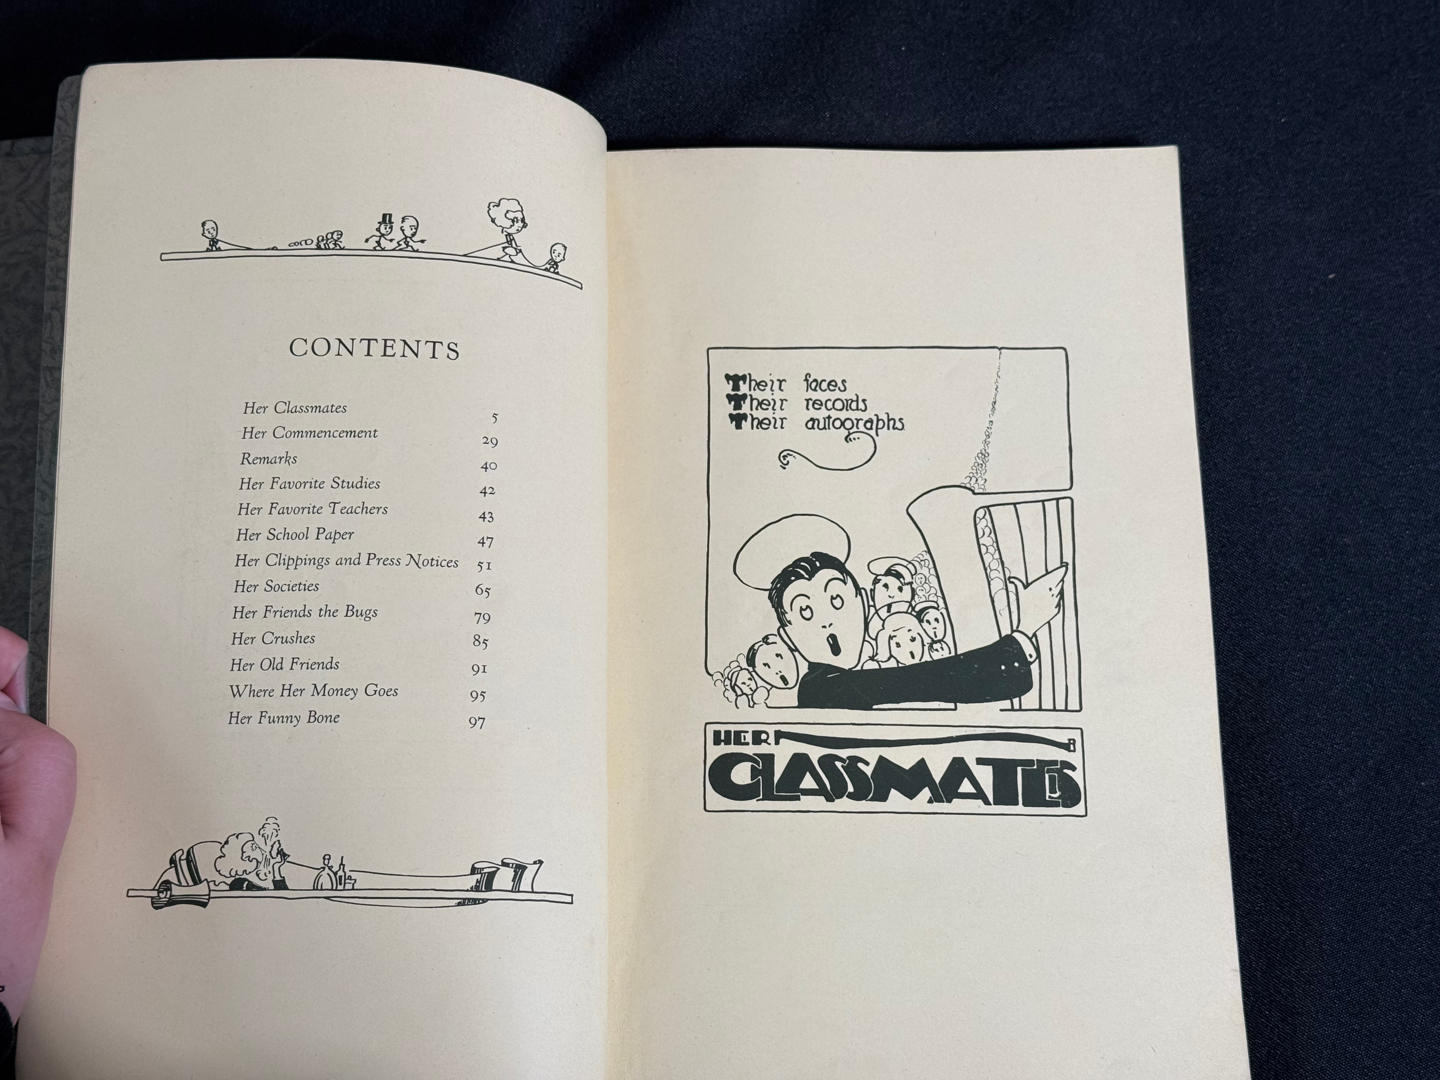 CONTENTS
Her Classmates 5
Her Commencement 29
Remarks 40
Her Favorite Studies 42
Her Favorite Teachers 43
Her School Paper 47
Her Clippings and Press Notices 51
Her Societies 65
Her Friends the Bugs 79
Her Crushes 85
Her Old Friends 91
Where Her Money Goes 95
Her Funny Bone 97
Their faces
Their records
Their autographs
HER
CLASSMATES